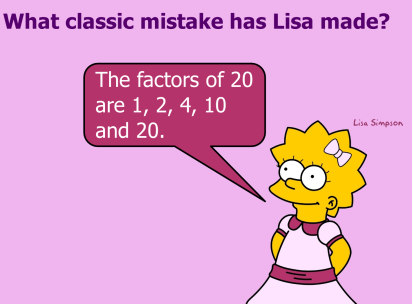 What classic mistake has Lisa made?
The factors of 20
are 1, 2, 4, 10
and 20.
Lisa Simpson